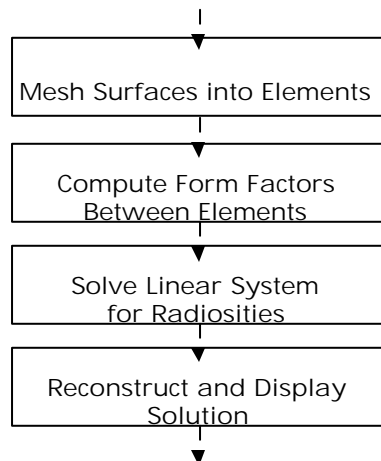 Mesh Surfaces into Elements
Compute Form Factors
Between Elements
Solve Linear System
for Radiosities
Reconstruct and Display
Solution